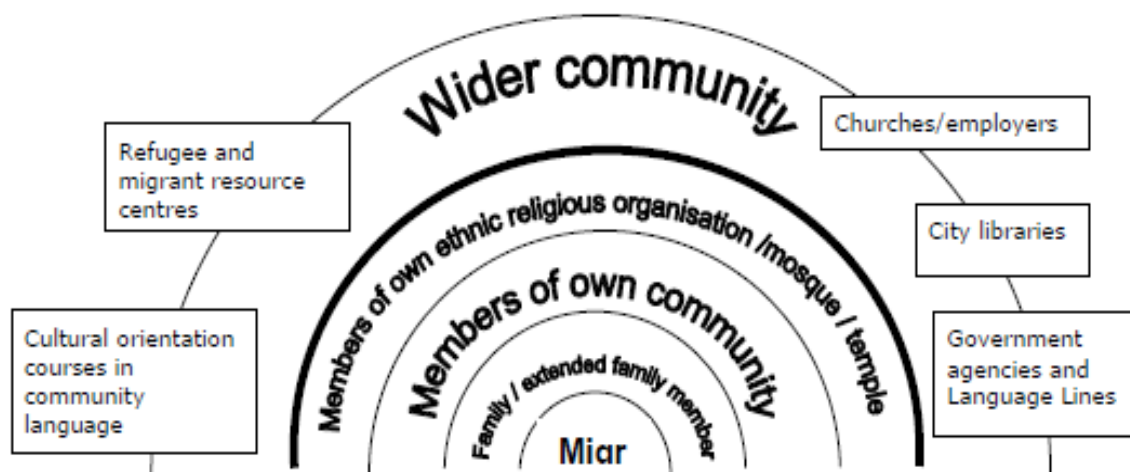 Wider community
Churches/employers
Refugee and
migrant resource
centres
Members of own ethnic religious organisation /mosque / temple
City libraries
Members of own community
Cultural orientation
courses in
community
language
Government
agencies and
Language Lines
Family / extended family member
Miar